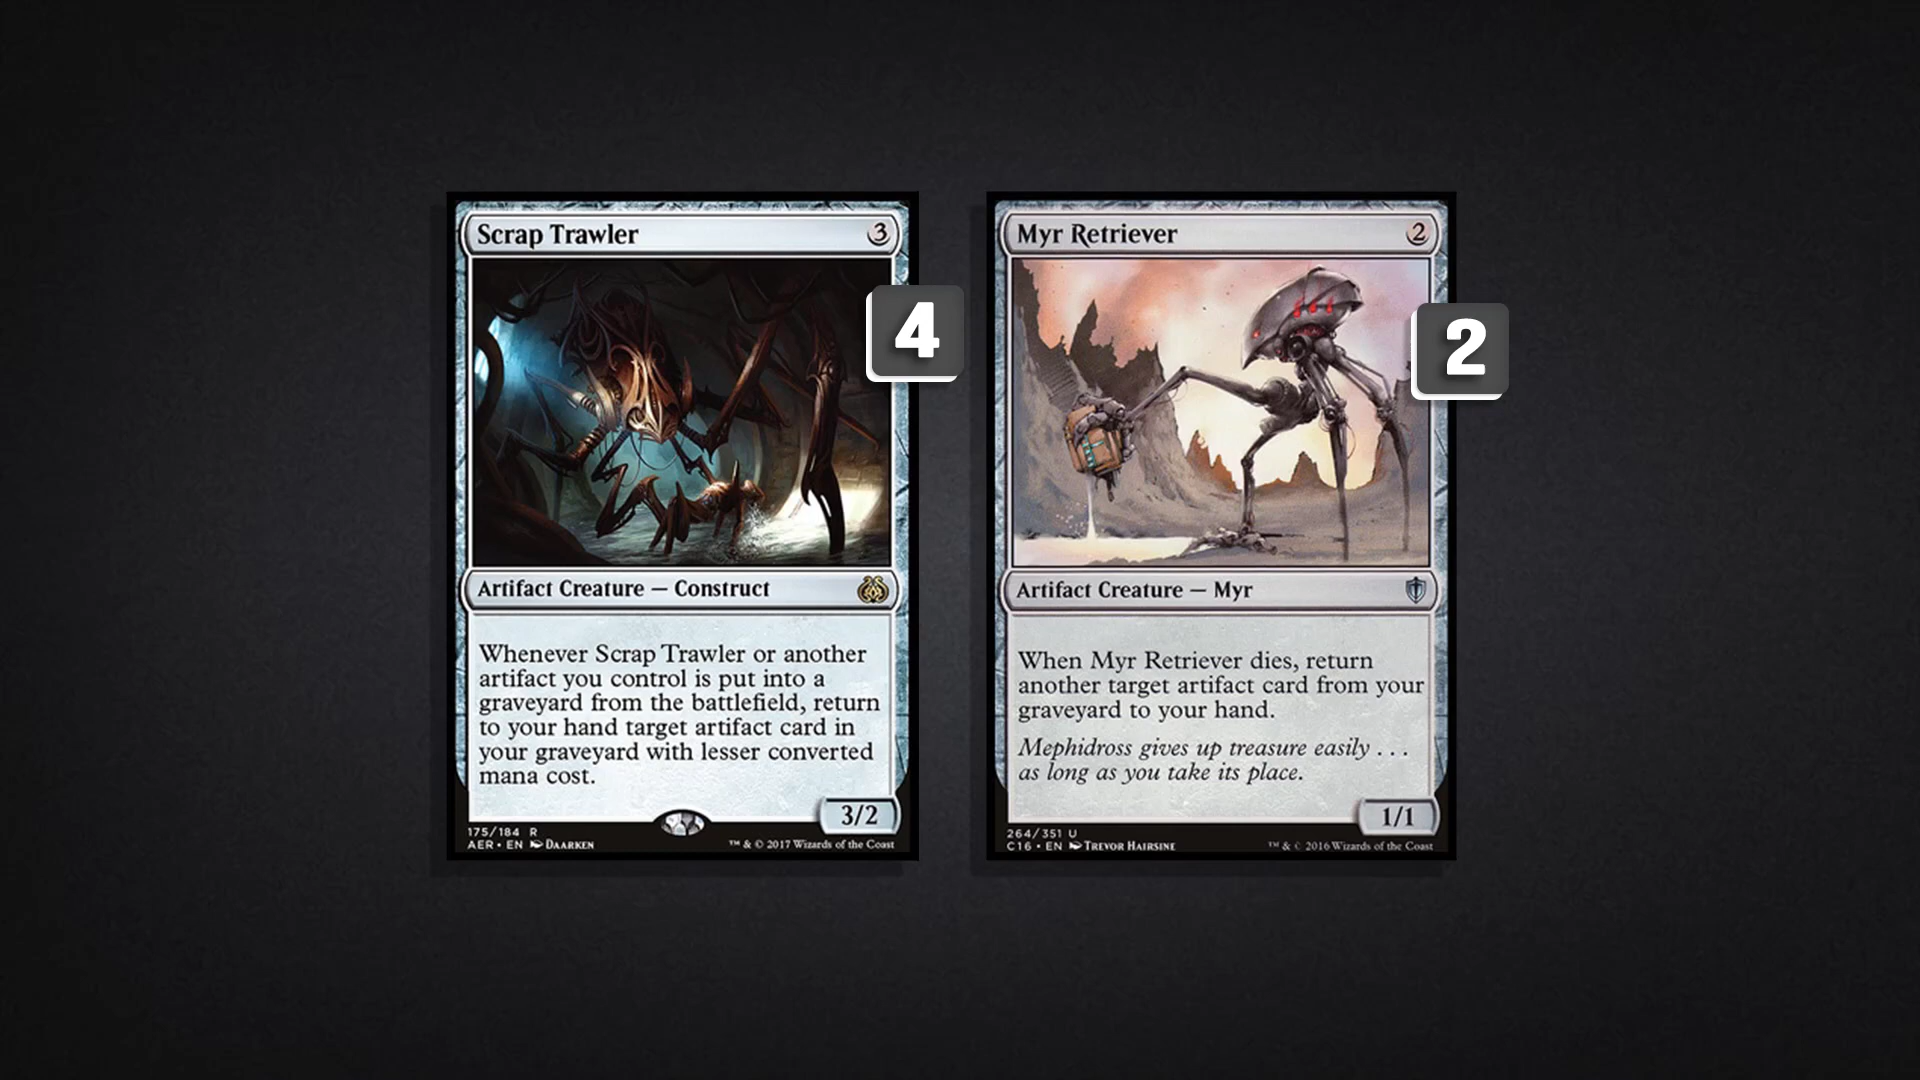 Scrap Trawler 3
4
Artifact Creature — Construct
Whenever Scrap Trawler or another
artifact you control is put into a
graveyard from the battlefield, return
to your hand target artifact card in
your graveyard with lesser converted
mana cost.
3/2
175/184 R
AER • EN Daarken
™ & © 2017 Wizards of the Coast
Myr Retriever 2
2
Artifact Creature — Myr
When Myr Retriever dies, return
another target artifact card from your
graveyard to your hand.
Mephidross gives up treasure easily . . .
as long as you take its place.
1/1
264/351 U
C16 • EN Trevor Hairsine
™ & © 2016 Wizards of the Coast